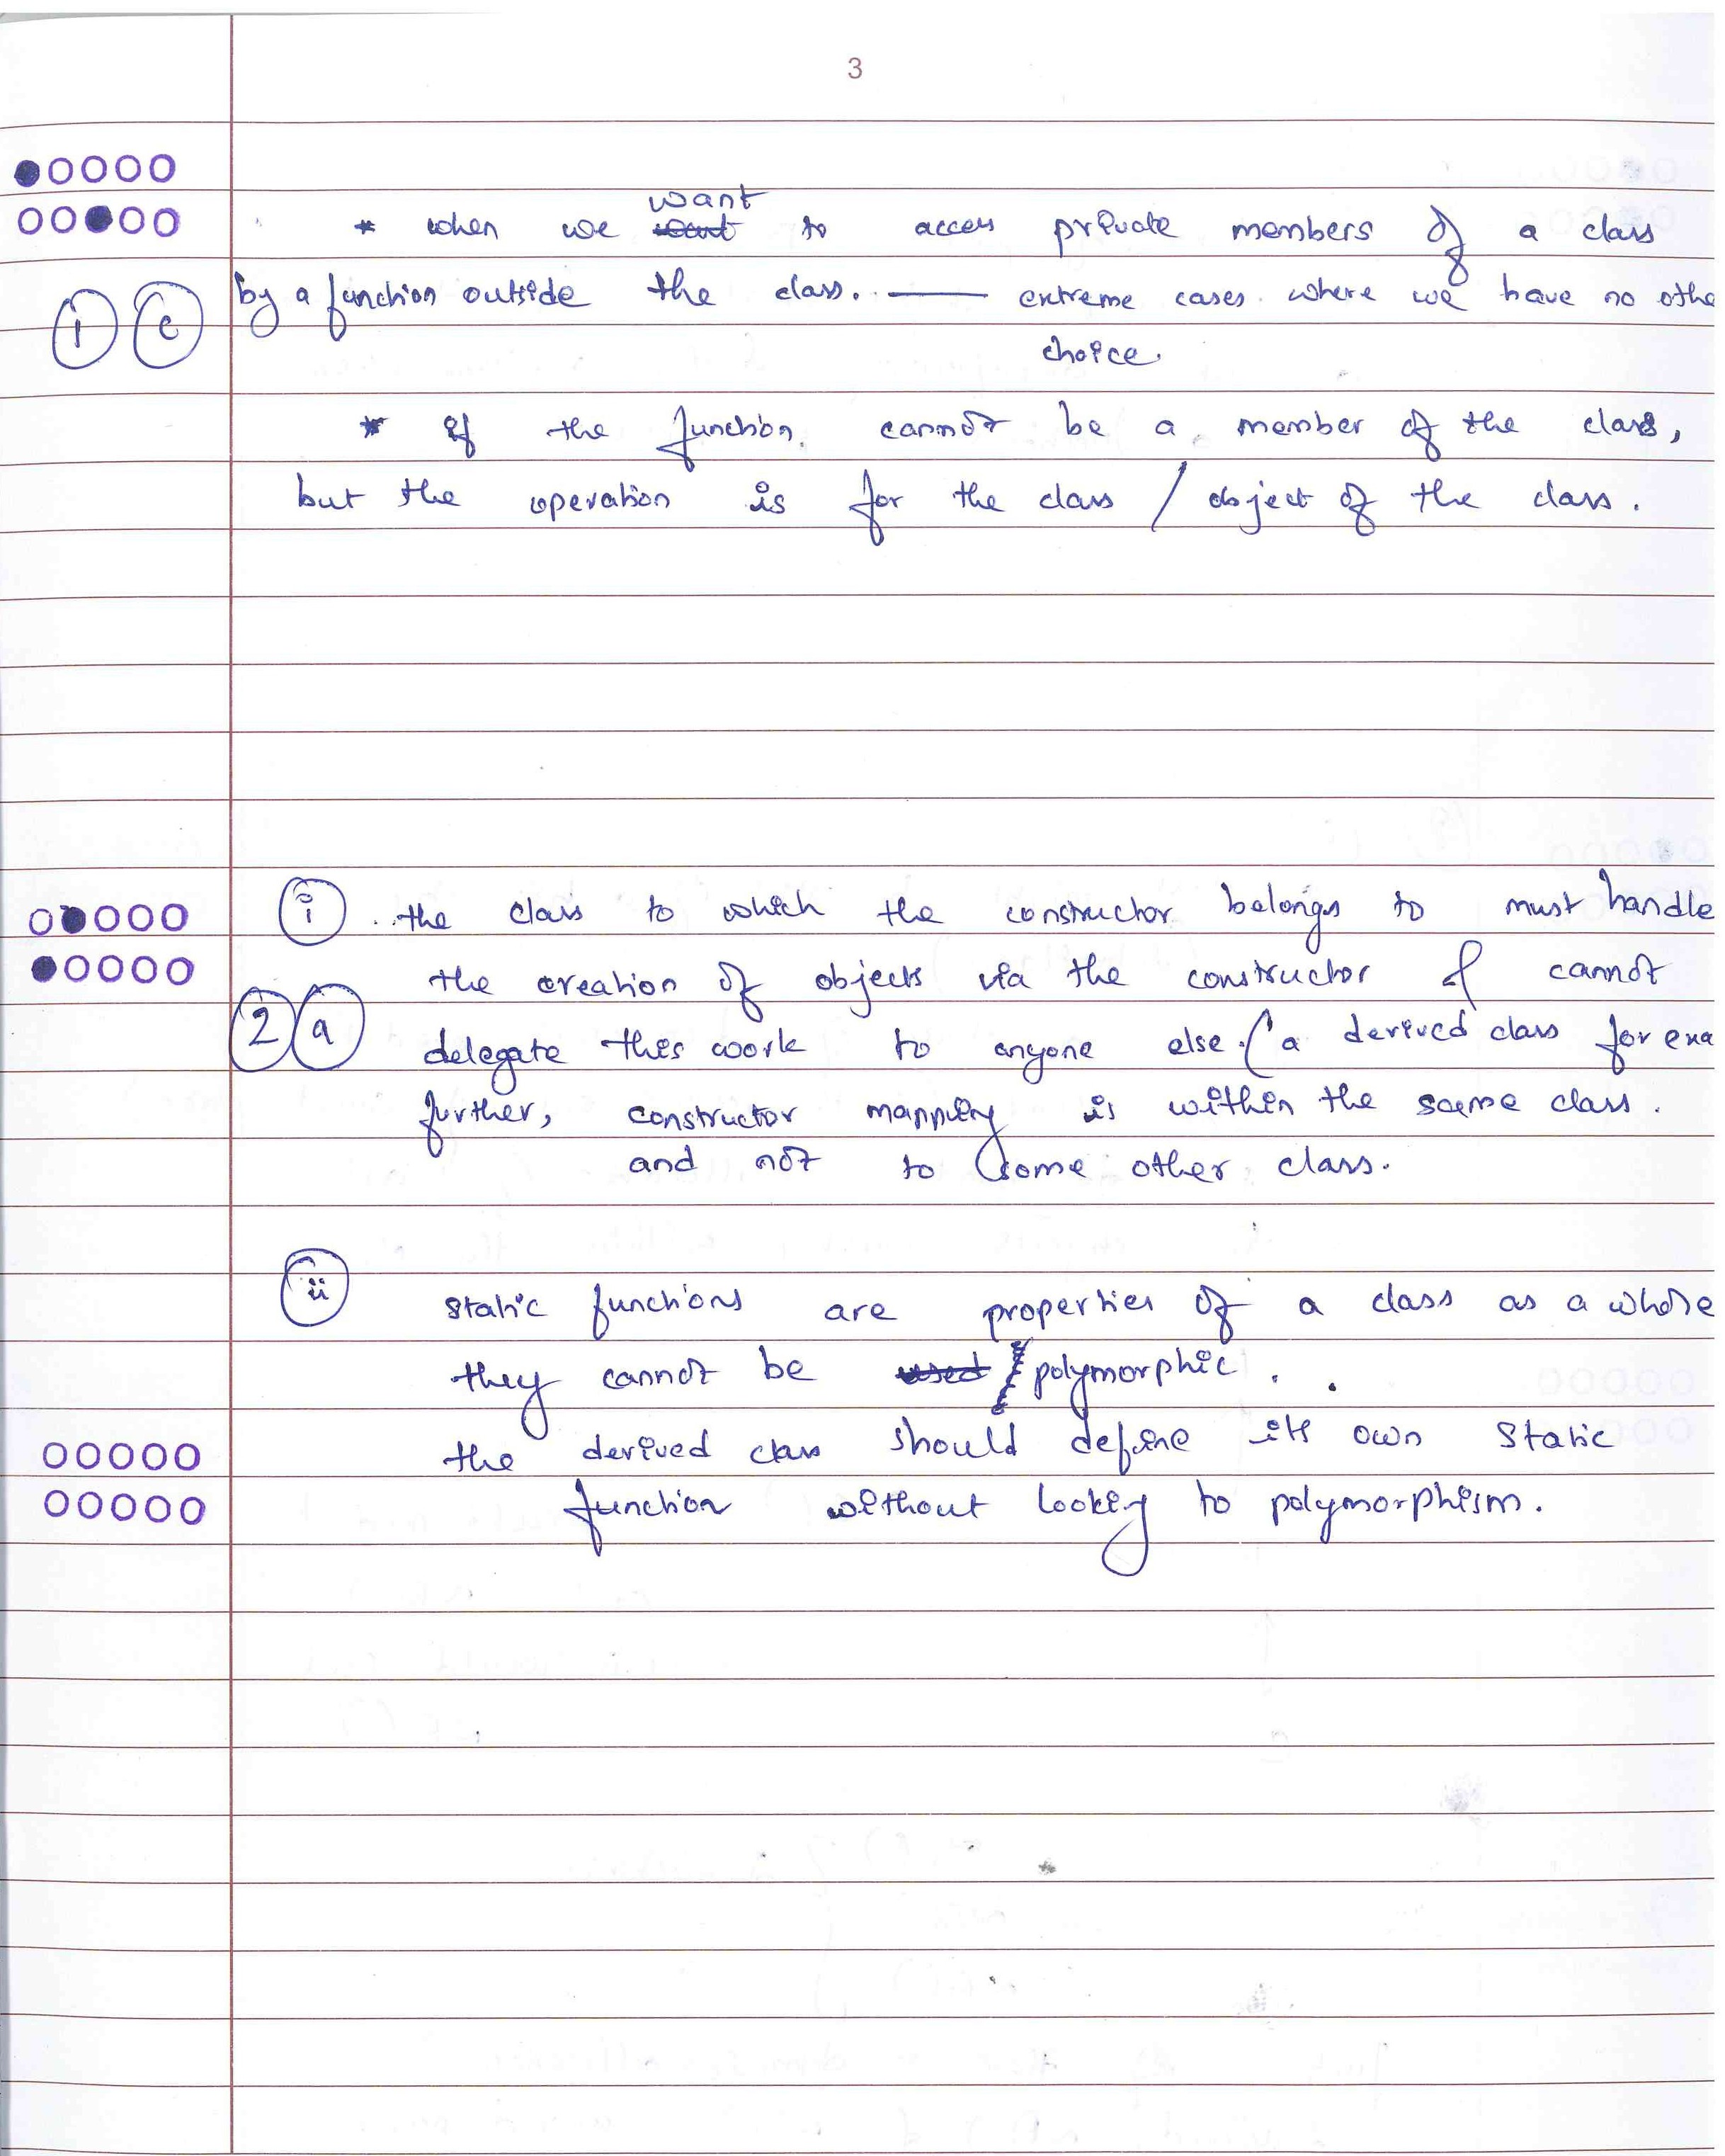 3
want
* when we want to access private members of a class
1 c by a function outside the class. —— extreme cases where we have no othe
choice.
* if the function cannot be a member of the class,
but the operation is for the class / object of the class.
i the class to which the constructor belongs to must handle
the creation of objects via the constructor & cannot
2 a delegate this work to anyone else. (a derived class for exa
further, constructor mapping is within the same class.
and not to some other class.
ii static functions are properties of a class as a whole
they cannot be used polymorphic.
the derived class should define its own static
function without looking to polymorphism.